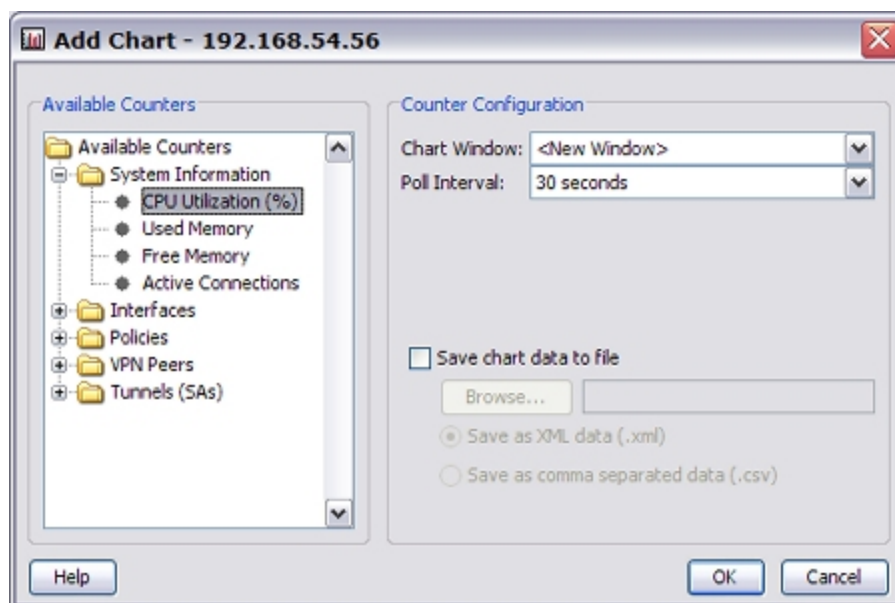 Add Chart - 192.168.54.56
Available Counters
Available Counters
System Information
CPU Utilization (%)
Used Memory
Free Memory
Active Connections
Interfaces
Policies
VPN Peers
Tunnels (SAs)
Counter Configuration
Chart Window: <New Window>
Poll Interval: 30 seconds
Save chart data to file
Browse...
Save as XML data (.xml)
Save as comma separated data (.csv)
Help
OK
Cancel